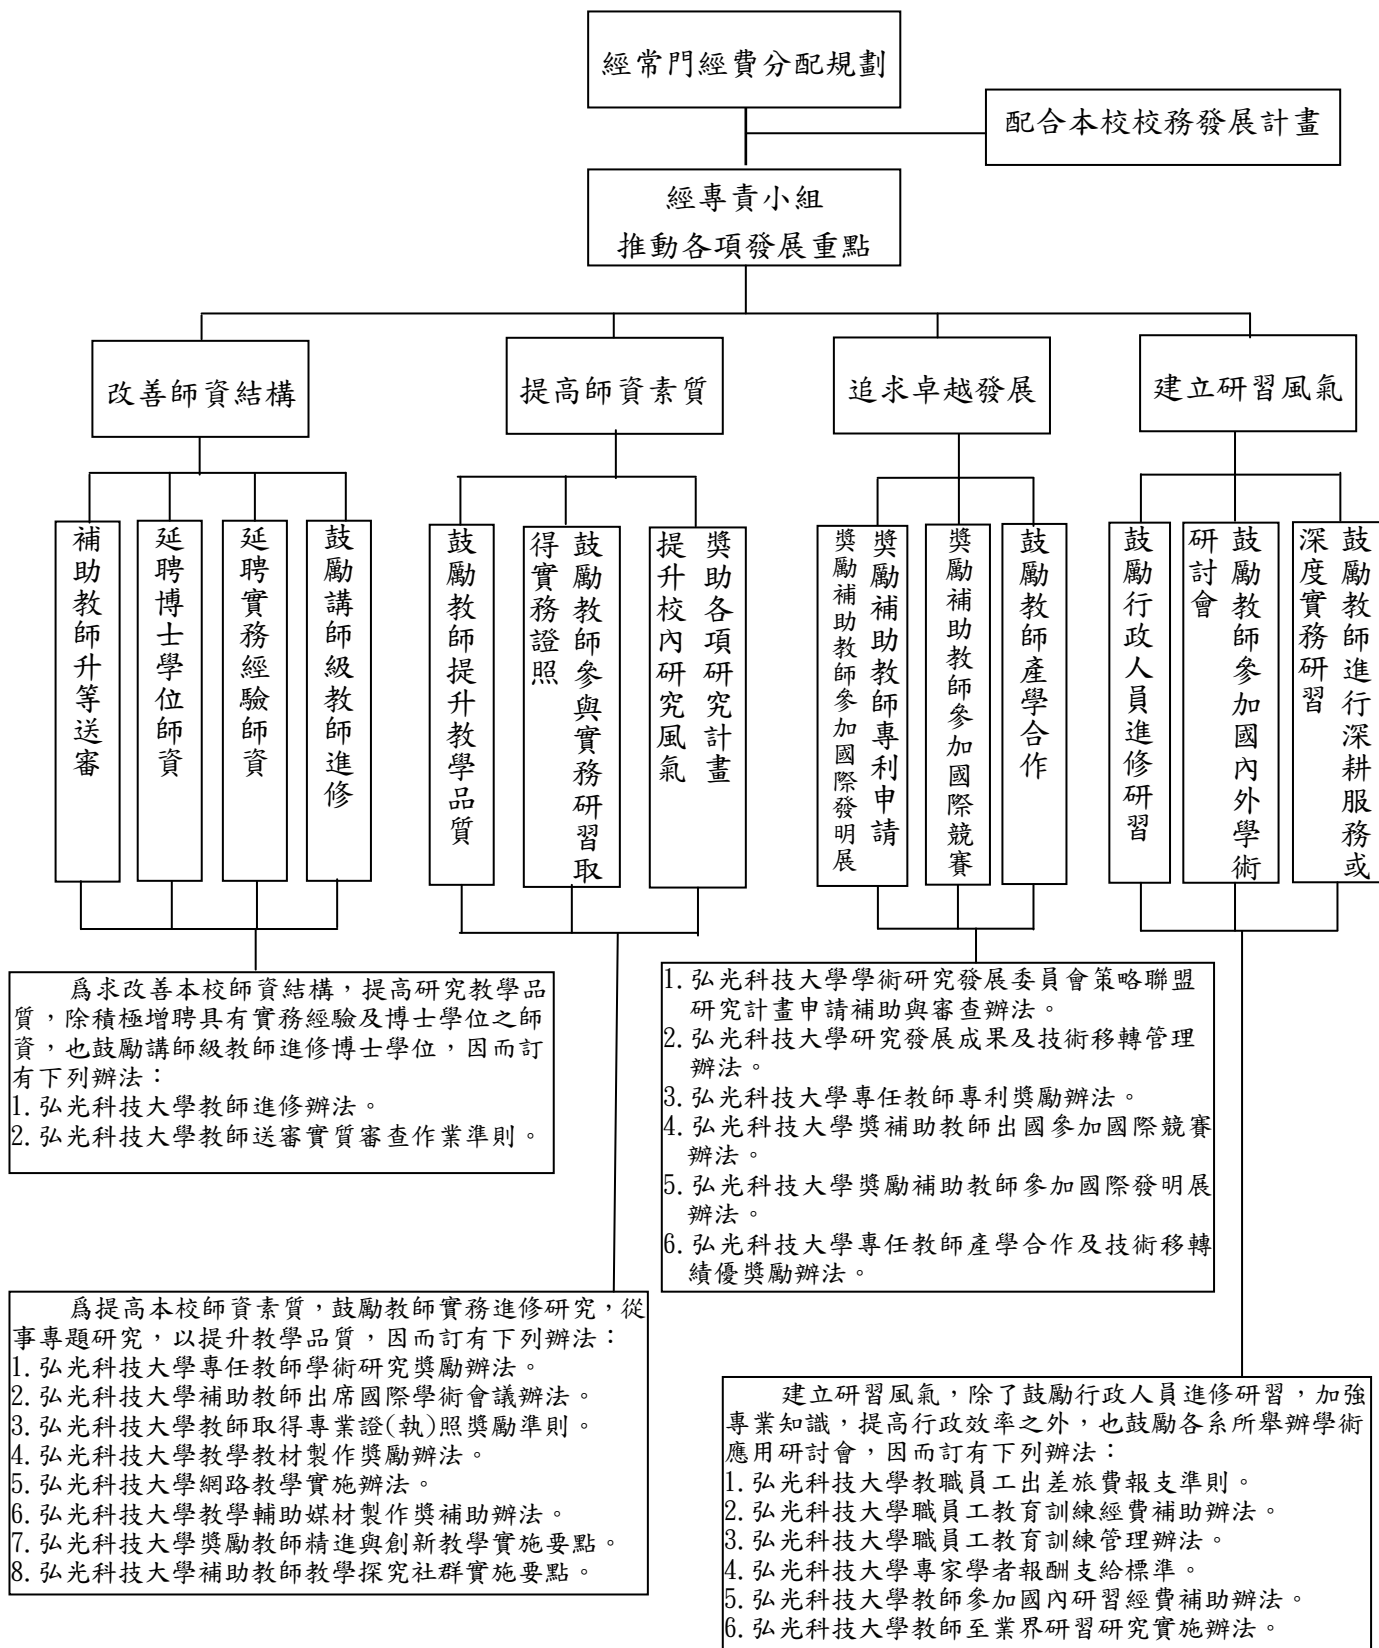 經常門經費分配規劃
配合本校校務發展計畫
經專責小組
推動各項發展重點
改善師資結構
提高師資素質
追求卓越發展
建立研習風氣
補助教師升等送審
延聘博士學位師資
延聘實務經驗師資
鼓勵講師級教師進修
鼓勵教師提升教學品質
鼓勵教師參與實務研習取
得實務證照
獎助各項研究計畫
提升校內研究風氣
獎勵補助教師專利申請
獎勵補助教師參加國際發明展
獎勵補助教師參加國際競賽
鼓勵教師產學合作
鼓勵行政人員進修研習
鼓勵教師參加國內外學術
研討會
鼓勵教師進行深耕服務或
深度實務研習
為求改善本校師資結構，提高研究教學品
質，除積極增聘具有實務經驗及博士學位之師
資，也鼓勵講師級教師進修博士學位，因而訂
有下列辦法：
1.弘光科技大學教師進修辦法。
2.弘光科技大學教師送審實質審查作業準則。
1.弘光科技大學學術研究發展委員會策略聯盟
研究計畫申請補助與審查辦法。
2.弘光科技大學研究發展成果及技術移轉管理
辦法。
3.弘光科技大學專任教師專利獎勵辦法。
4.弘光科技大學獎補助教師出國參加國際競賽
辦法。
5.弘光科技大學獎勵補助教師參加國際發明展
辦法。
6.弘光科技大學專任教師產學合作及技術移轉
績優獎勵辦法。
為提高本校師資素質，鼓勵教師實務進修研究，從
事專題研究，以提升教學品質，因而訂有下列辦法：
1.弘光科技大學專任教師學術研究獎勵辦法。
2.弘光科技大學補助教師出席國際學術會議辦法。
3.弘光科技大學教師取得專業證(執)照獎勵準則。
4.弘光科技大學教學教材製作獎勵辦法。
5.弘光科技大學網路教學實施辦法。
6.弘光科技大學教學輔助媒材製作獎補助辦法。
7.弘光科技大學獎勵教師精進與創新教學實施要點。
8.弘光科技大學補助教師教學探究社群實施要點。
建立研習風氣，除了鼓勵行政人員進修研習，加強
專業知識，提高行政效率之外，也鼓勵各系所舉辦學術
應用研討會，因而訂有下列辦法：
1.弘光科技大學教職員工出差旅費報支準則。
2.弘光科技大學職員工教育訓練經費補助辦法。
3.弘光科技大學職員工教育訓練管理辦法。
4.弘光科技大學專家學者報酬支給標準。
5.弘光科技大學教師參加國內研習經費補助辦法。
6.弘光科技大學教師至業界研習研究實施辦法。